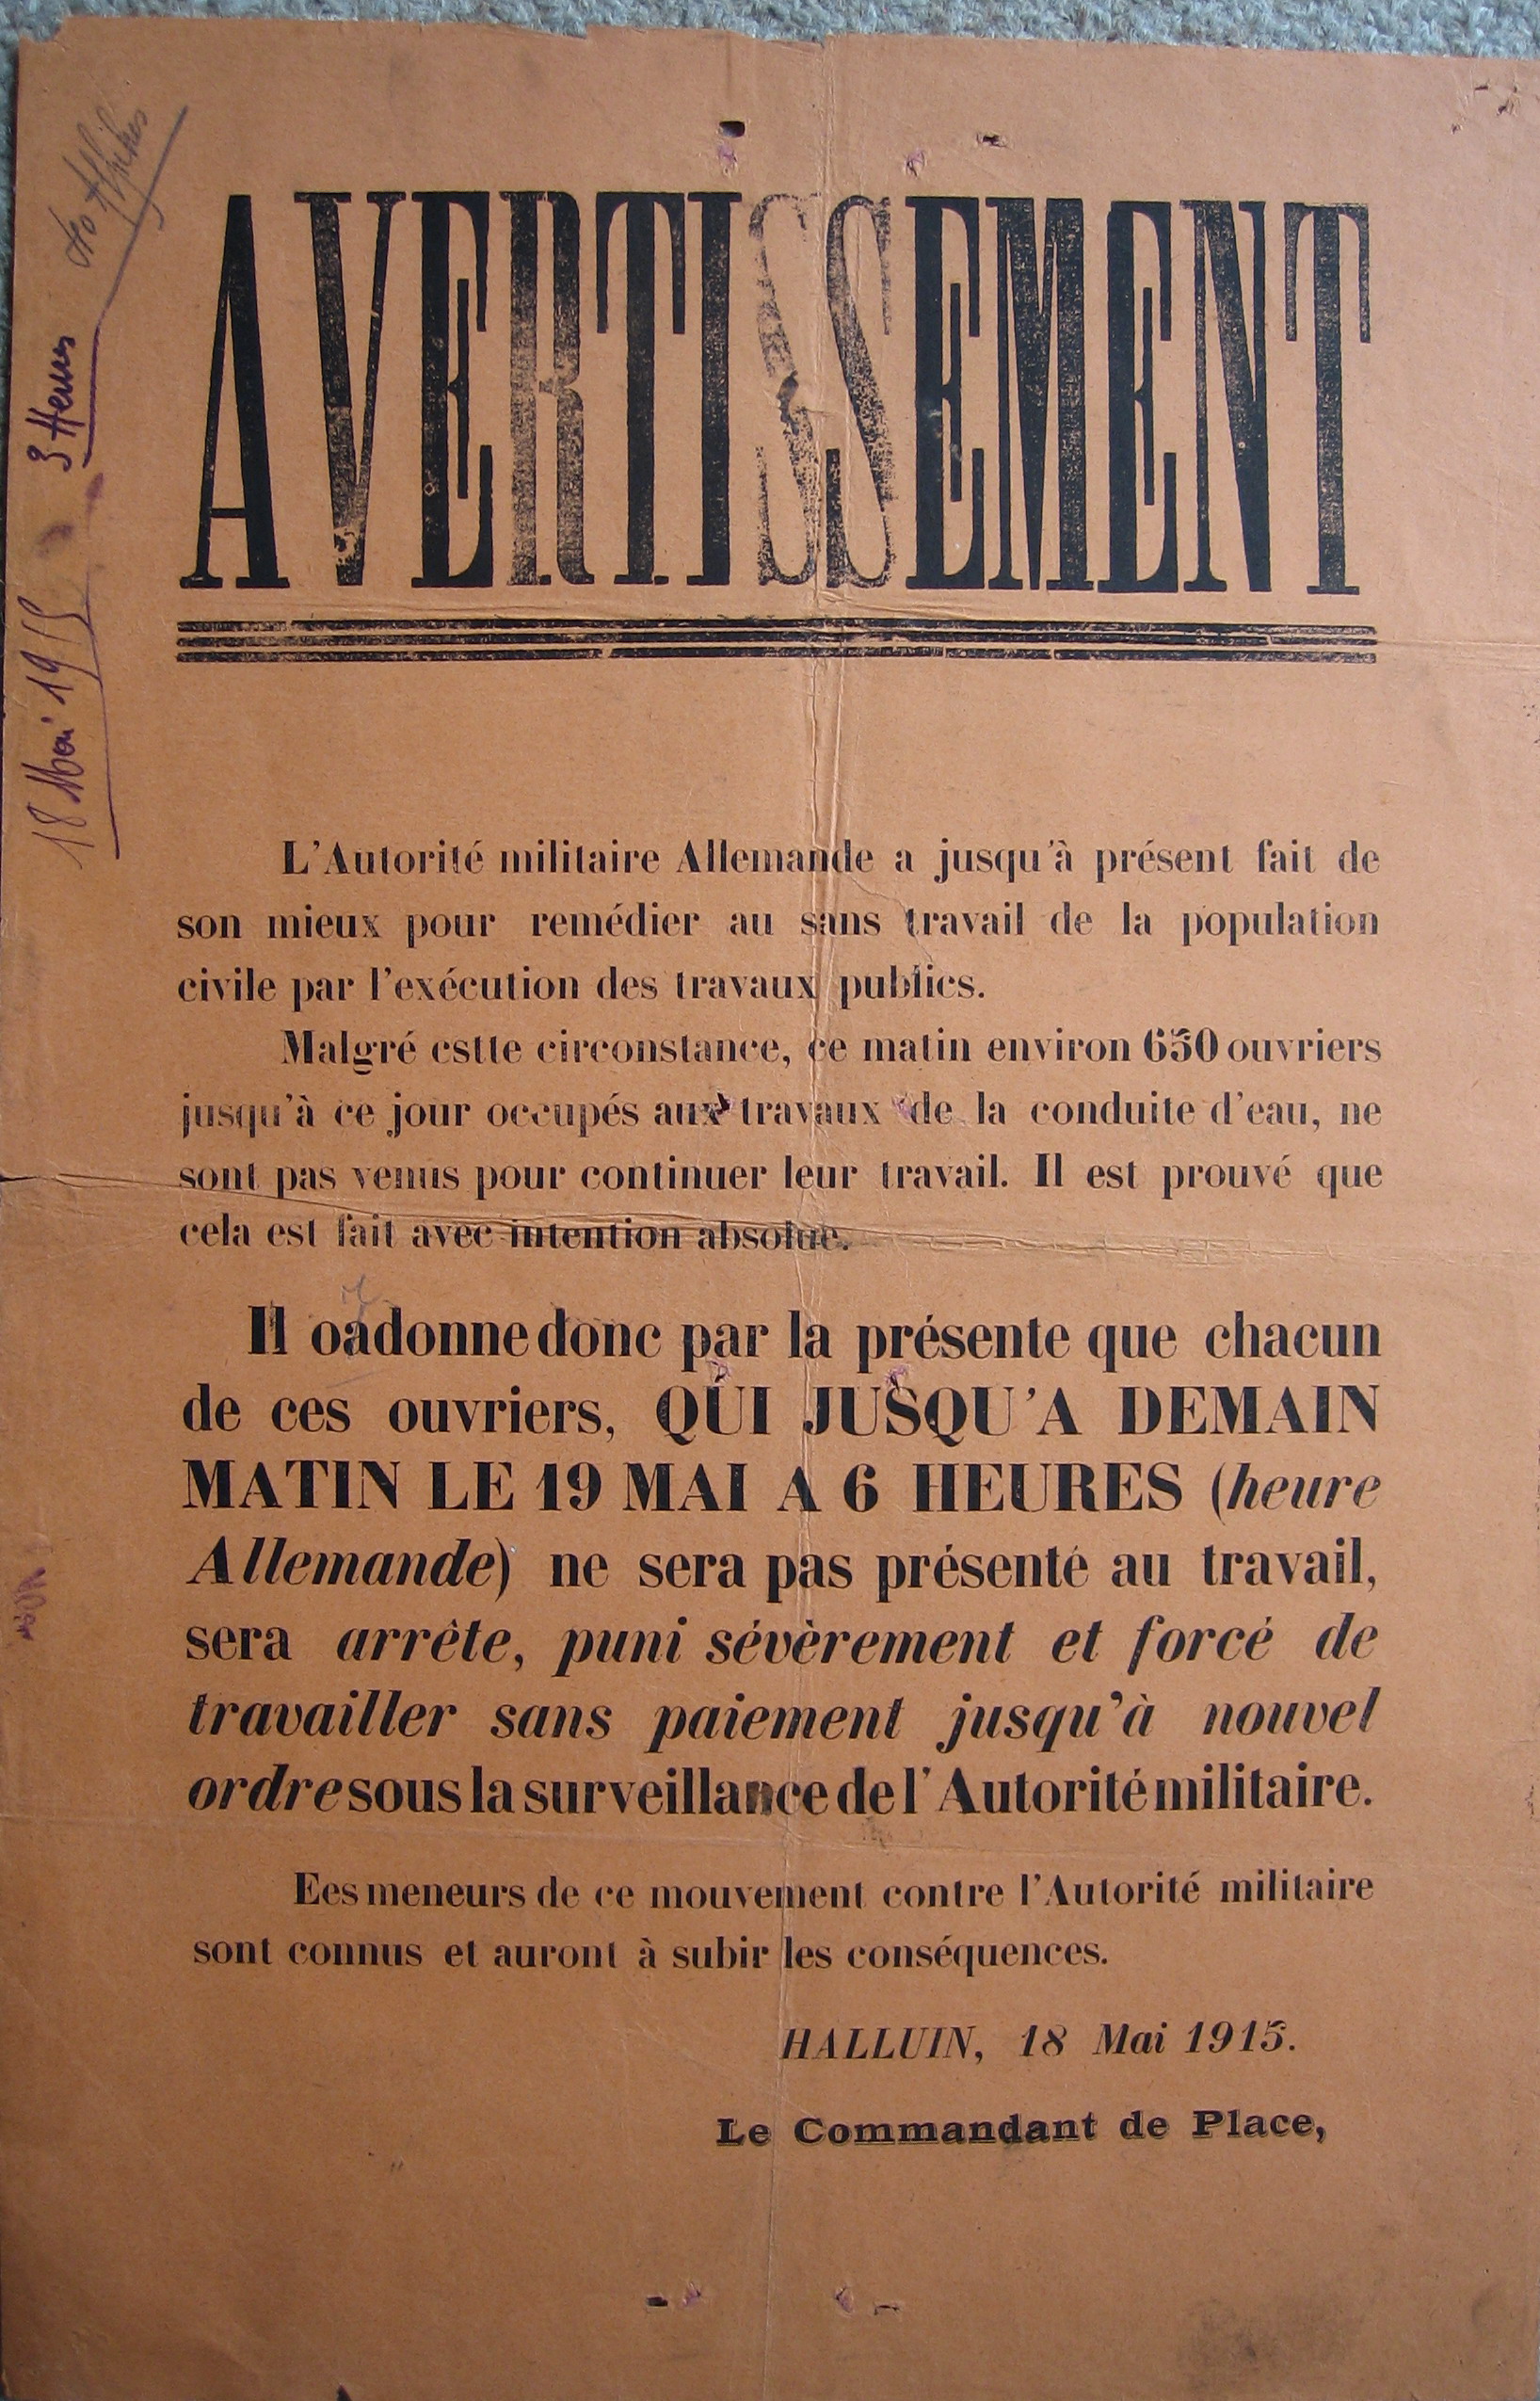 AVERTISSEMENT
18 Mai 1915 3 Heures
40 Affiches
L'Autorité militaire Allemande a jusqu'à présent fait de
son mieux pour remédier au sans travail de la population
civile par l'exécution des travaux publics.
Malgré cstte circonstance, ce matin environ 650 ouvriers
jusqu'à ce jour occupés aux travaux de la conduite d'eau, ne
sont pas venus pour continuer leur travail. Il est prouvé que
cela est fait avec intention absolue.
Il oadonne donc par la présente que chacun
de ces ouvriers, QUI JUSQU'A DEMAIN
MATIN LE 19 MAI A 6 HEURES (heure
Allemande) ne sera pas présenté au travail,
sera arrête, puni sévèrement et forcé de
travailler sans paiement jusqu'à nouvel
ordre sous la surveillance de l'Autorité militaire.
Ees meneurs de ce mouvement contre l'Autorité militaire
sont connus et auront à subir les conséquences.
HALLUIN, 18 Mai 1915.
Le Commandant de Place,